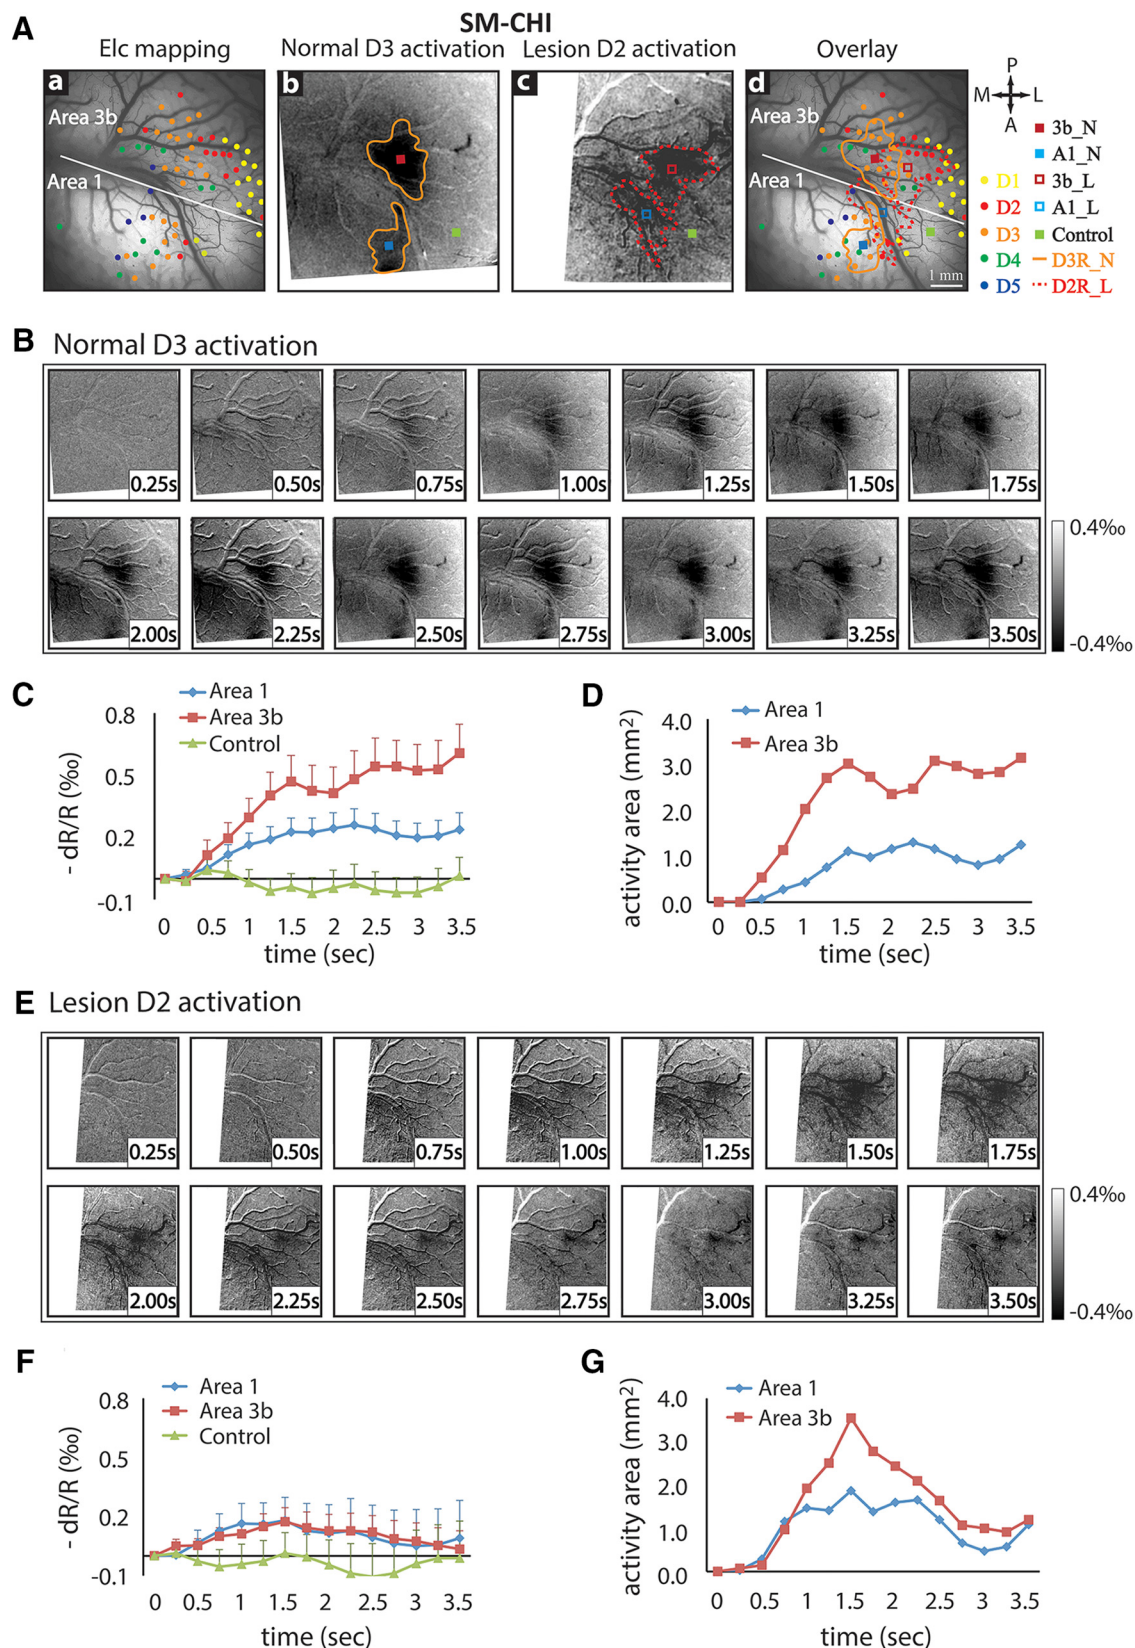 SM-CHI
A
Elc mapping
Normal D3 activation
Lesion D2 activation
Overlay
a
b
c
d
Area 3b
Area 1
Area 3b
Area 1
1 mm
P
M
L
A
3b_N
A1_N
3b_L
A1_L
Control
D1
D2
D3
D4
D5
D3R_N
D2R_L
B
Normal D3 activation
0.25s
0.50s
0.75s
1.00s
1.25s
1.50s
1.75s
2.00s
2.25s
2.50s
2.75s
3.00s
3.25s
3.50s
0.4‰
-0.4‰
C
Area 1
Area 3b
Control
- dR/R (‰)
0.8
0.5
0.2
-0.1
0 0.5 1 1.5 2 2.5 3 3.5
time (sec)
D
Area 1
Area 3b
activity area (mm²)
4.0
3.0
2.0
1.0
0.0
0 0.5 1 1.5 2 2.5 3 3.5
time (sec)
E
Lesion D2 activation
0.25s
0.50s
0.75s
1.00s
1.25s
1.50s
1.75s
2.00s
2.25s
2.50s
2.75s
3.00s
3.25s
3.50s
0.4‰
-0.4‰
F
Area 1
Area 3b
Control
- dR/R (‰)
0.8
0.5
0.2
-0.1
0 0.5 1 1.5 2 2.5 3 3.5
time (sec)
G
Area 1
Area 3b
activity area (mm²)
4.0
3.0
2.0
1.0
0.0
0 0.5 1 1.5 2 2.5 3 3.5
time (sec)